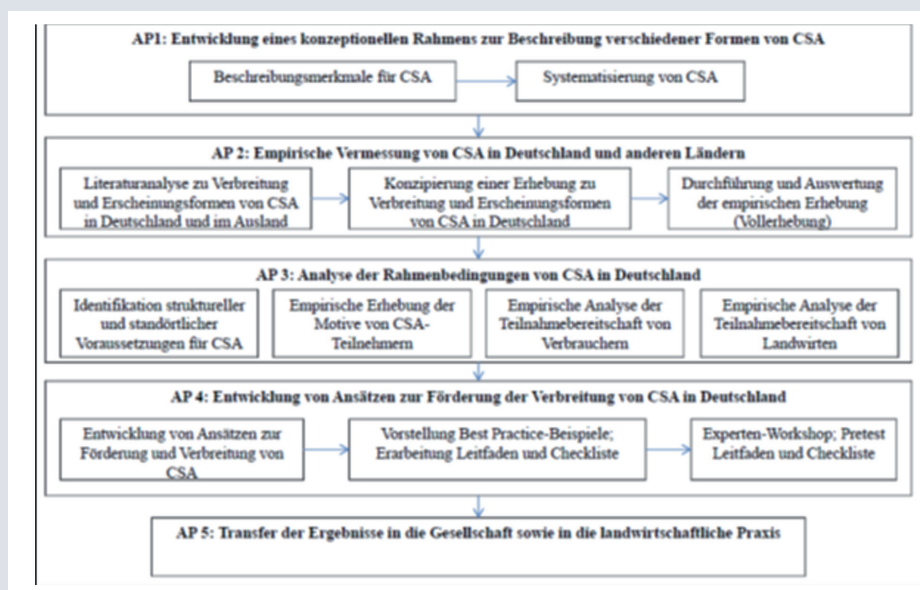 AP1: Entwicklung eines konzeptionellen Rahmens zur Beschreibung verschiedener Formen von CSA
Beschreibungsmerkmale für CSA
Systematisierung von CSA
AP 2: Empirische Vermessung von CSA in Deutschland und anderen Ländern
Literaturanalyse zu Verbreitung
und Erscheinungsformen von CSA
in Deutschland und im Ausland
Konzipierung einer Erhebung zu
Verbreitung und Erscheinungsformen
von CSA in Deutschland
Durchführung und Auswertung
der empirischen Erhebung
(Vollerhebung)
AP 3: Analyse der Rahmenbedingungen von CSA in Deutschland
Identifikation struktureller
und standörtlicher
Voraussetzungen für CSA
Empirische Erhebung der
Motive von CSA-
Teilnehmern
Empirische Analyse der
Teilnahmebereitschaft von
Verbrauchern
Empirische Analyse der
Teilnahmebereitschaft von
Landwirten
AP 4: Entwicklung von Ansätzen zur Förderung der Verbreitung von CSA in Deutschland
Entwicklung von Ansätzen zur
Förderung und Verbreitung von
CSA
Vorstellung Best Practice-Beispiele;
Erarbeitung Leitfaden und Checkliste
Experten-Workshop; Pretest
Leitfaden und Checkliste
AP 5: Transfer der Ergebnisse in die Gesellschaft sowie in die landwirtschaftliche Praxis